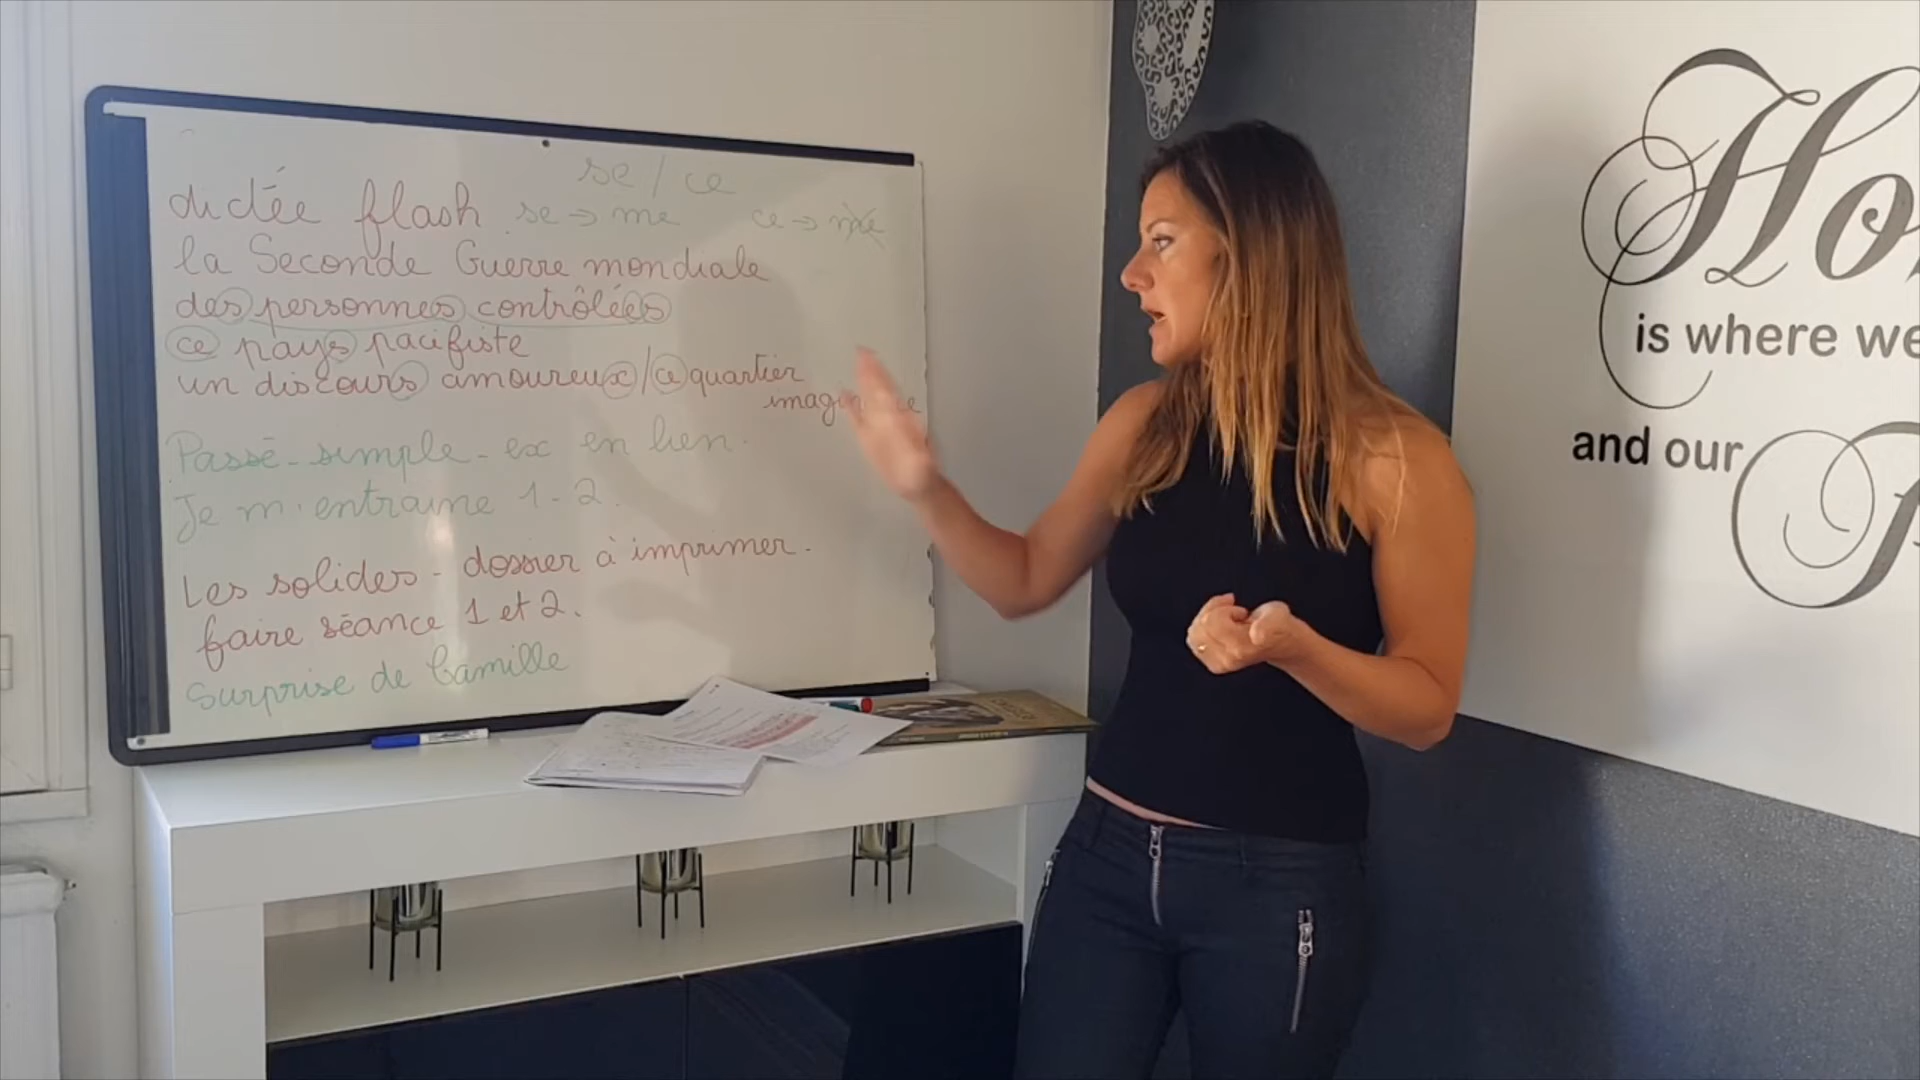 se / ce
dictée flash se → me ce → me
la Seconde Guerre mondiale
des personnes contrôlées
ce pays pacifiste
un discours amoureux / ce quartier
Passé-simple - ex en lien.
Je m'entraine 1-2.
Les solides - dossier à imprimer.
faire séance 1 et 2.
Surprise de Camille
is where we
and our